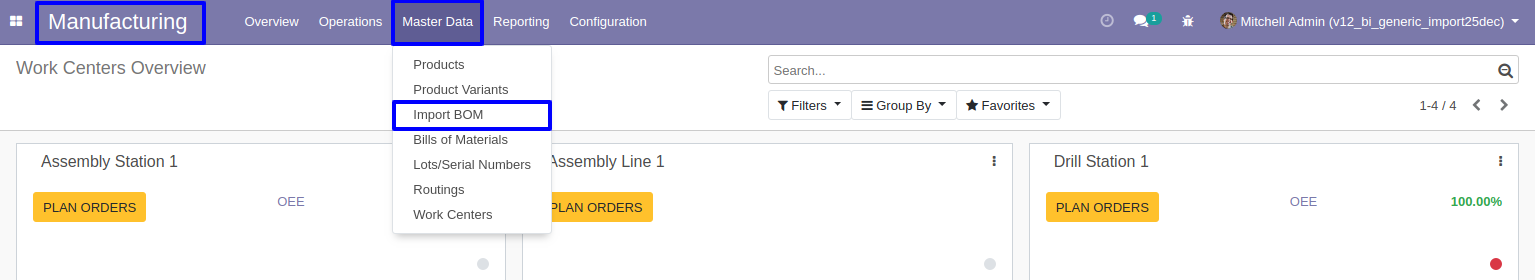 Manufacturing Overview Operations Master Data Reporting Configuration 1 Mitchell Admin (v12_bi_generic_import25dec)
Work Centers Overview
Search...
Filters Group By Favorites 1-4 / 4
Products
Product Variants
Import BOM
Bills of Materials
Lots/Serial Numbers
Routings
Work Centers
Assembly Station 1
PLAN ORDERS OEE
Assembly Line 1
PLAN ORDERS
Drill Station 1
PLAN ORDERS OEE 100.00%